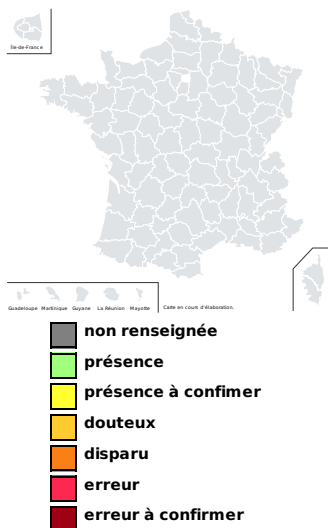 Île-de-France
Guadeloupe Martinique Guyane La Réunion Mayotte Carte en cours d'élaboration.
non renseignée
présence
présence à confimer
douteux
disparu
erreur
erreur à confirmer